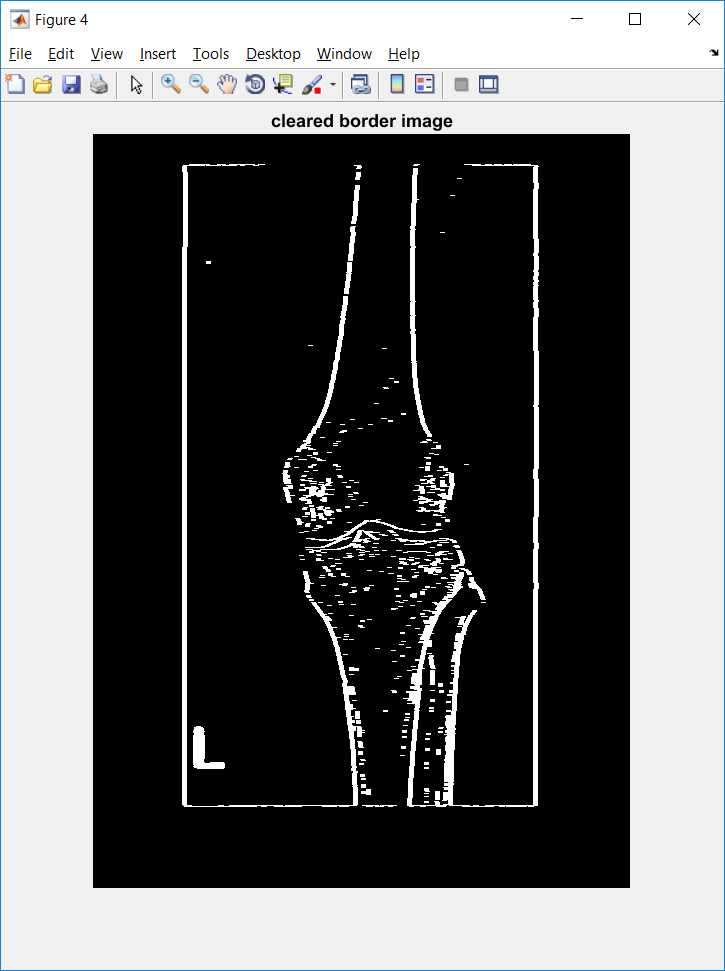 Figure 4
File Edit View Insert Tools Desktop Window Help
cleared border image
L